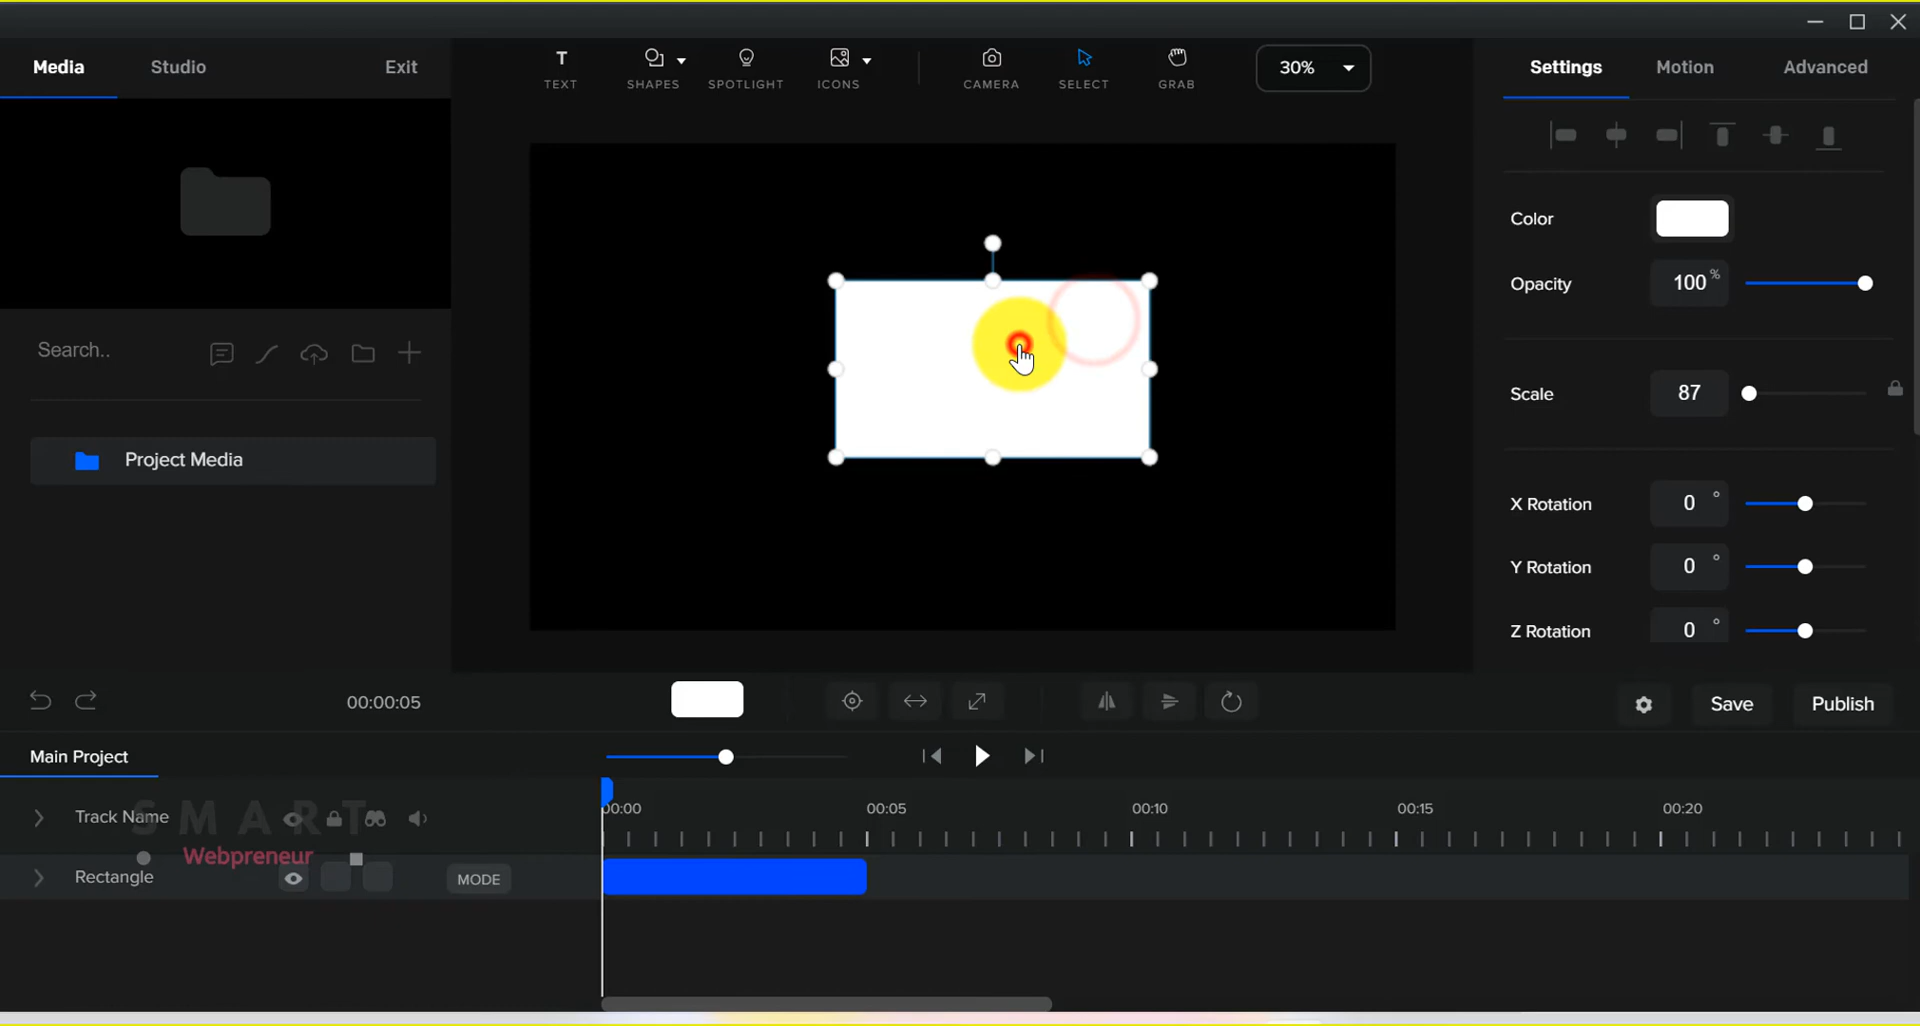 Media Studio Exit
TEXT SHAPES SPOTLIGHT ICONS CAMERA SELECT GRAB
30%
Settings Motion Advanced
Color
Opacity 100 %
Search..
Scale 87
Project Media
X Rotation 0 °
Y Rotation 0 °
Z Rotation 0 °
00:00:05
Save Publish
Main Project
Track Name
00:00 00:05 00:10 00:15 00:20
SMART
Webpreneur
Rectangle MODE